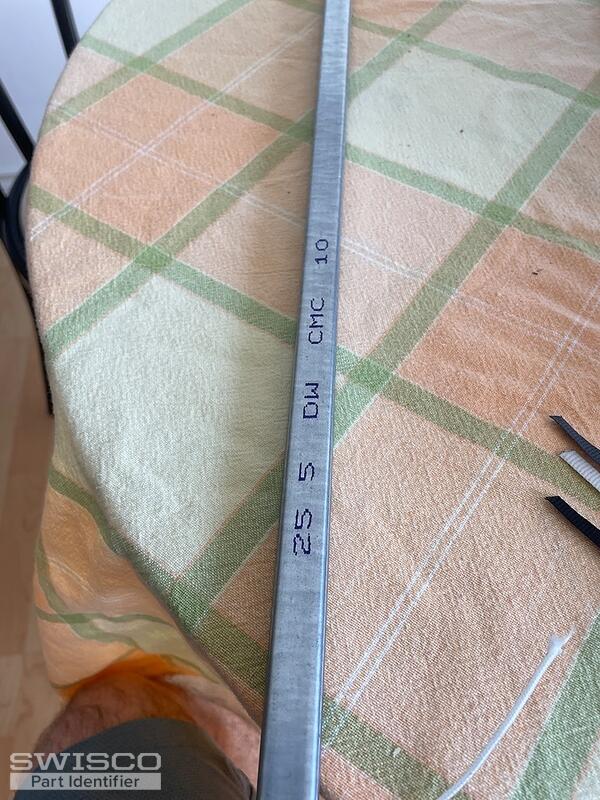 25 5 DW CMC 10
SWISCO
Part Identifier